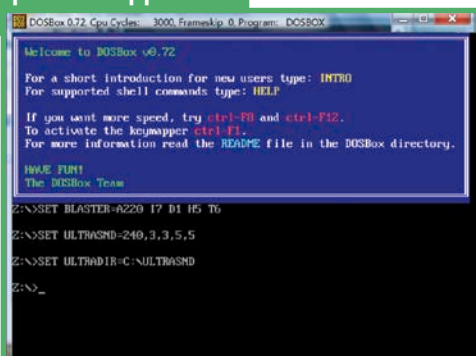 DOSBox 0.72, Cpu Cycles: 3000, Frameskip 0, Program: DOSBOX
Welcome to DOSBox v0.72
For a short introduction for new users type: INTRO
For supported shell commands type: HELP
If you want more speed, try ctrl-F8 and ctrl-F12.
To activate the keymapper ctrl-F1.
For more information read the README file in the DOSBox directory.
HAVE FUN!
The DOSBox Team
Z:\>SET BLASTER=A220 I7 D1 H5 T6
Z:\>SET ULTRASND=240,3,3,5,5
Z:\>SET ULTRADIR=C:\ULTRASND
Z:\>_